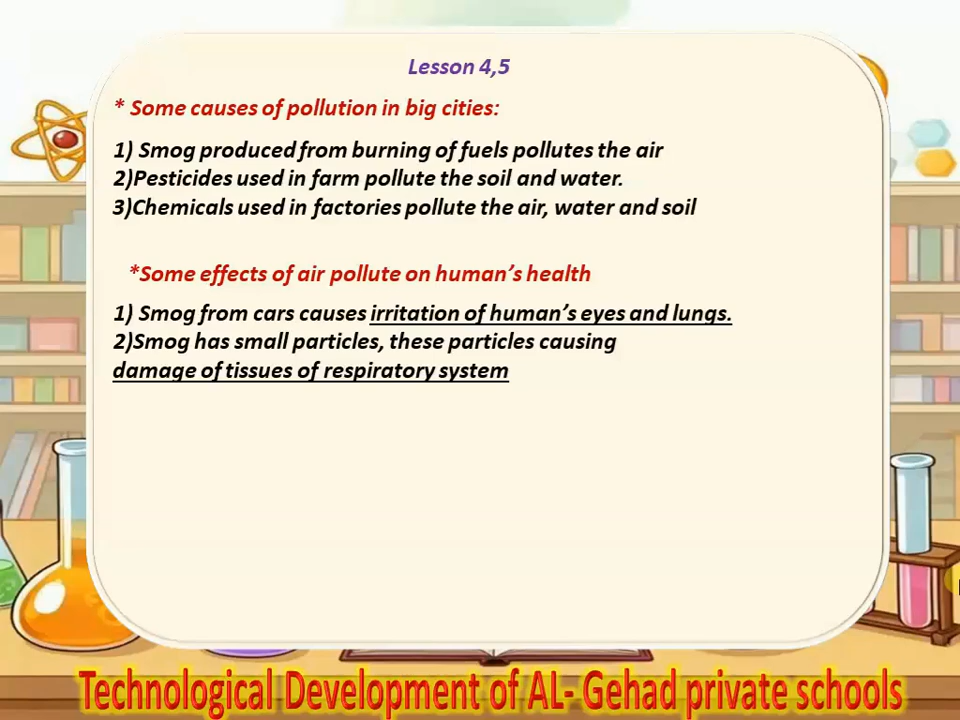 Lesson 4,5
* Some causes of pollution in big cities:
1) Smog produced from burning of fuels pollutes the air
2)Pesticides used in farm pollute the soil and water.
3)Chemicals used in factories pollute the air, water and soil
*Some effects of air pollute on human's health
1) Smog from cars causes irritation of human's eyes and lungs.
2)Smog has small particles, these particles causing
damage of tissues of respiratory system
Technological Development of AL- Gehad private schools